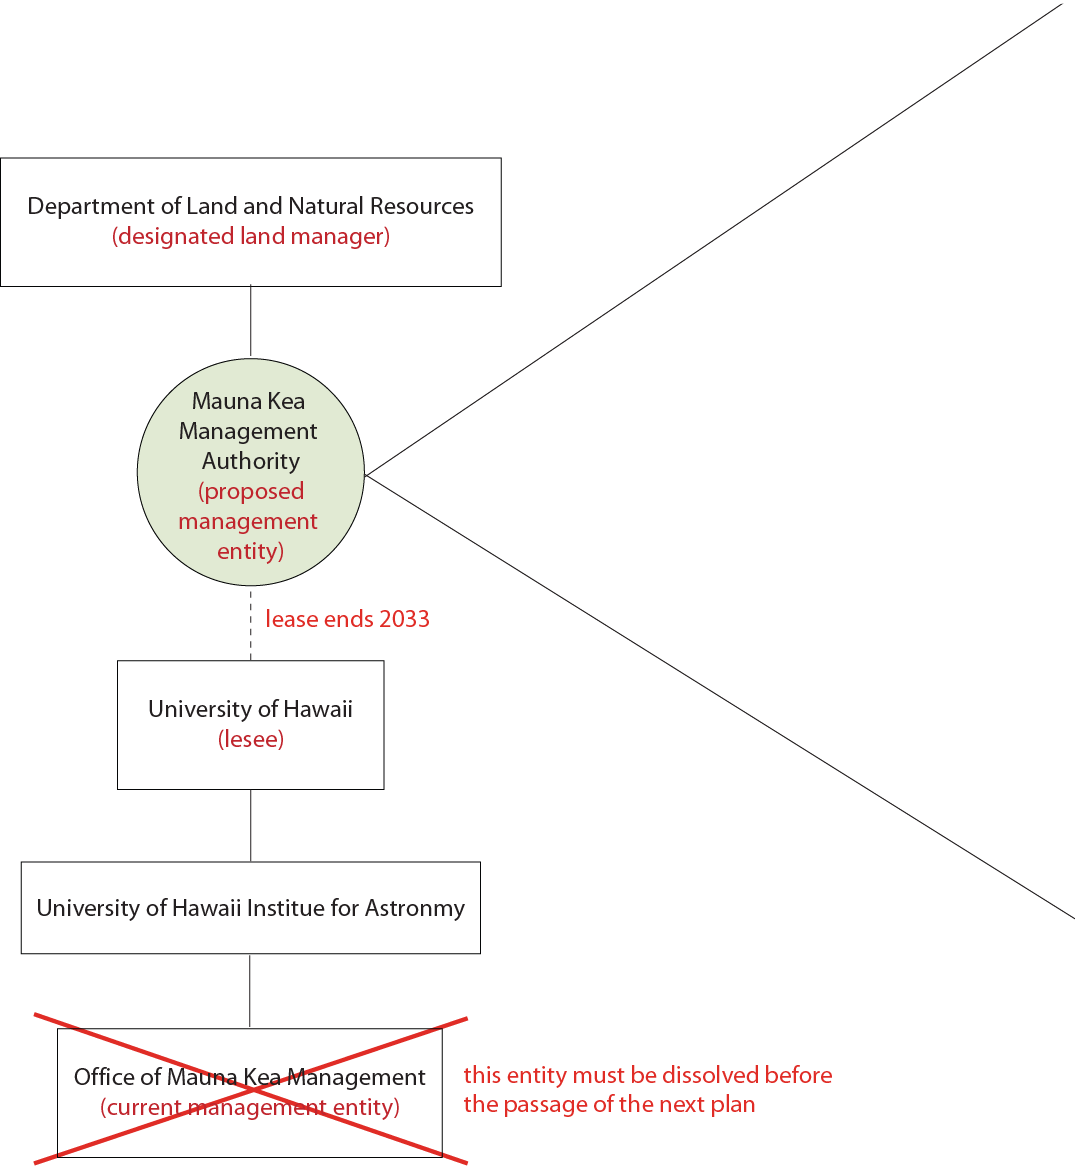 Department of Land and Natural Resources
(designated land manager)
Mauna Kea
Management
Authority
(proposed
management
entity)
lease ends 2033
University of Hawaii
(lesee)
University of Hawaii Institue for Astronmy
Office of Mauna Kea Management
(current management entity)
this entity must be dissolved before
the passage of the next plan